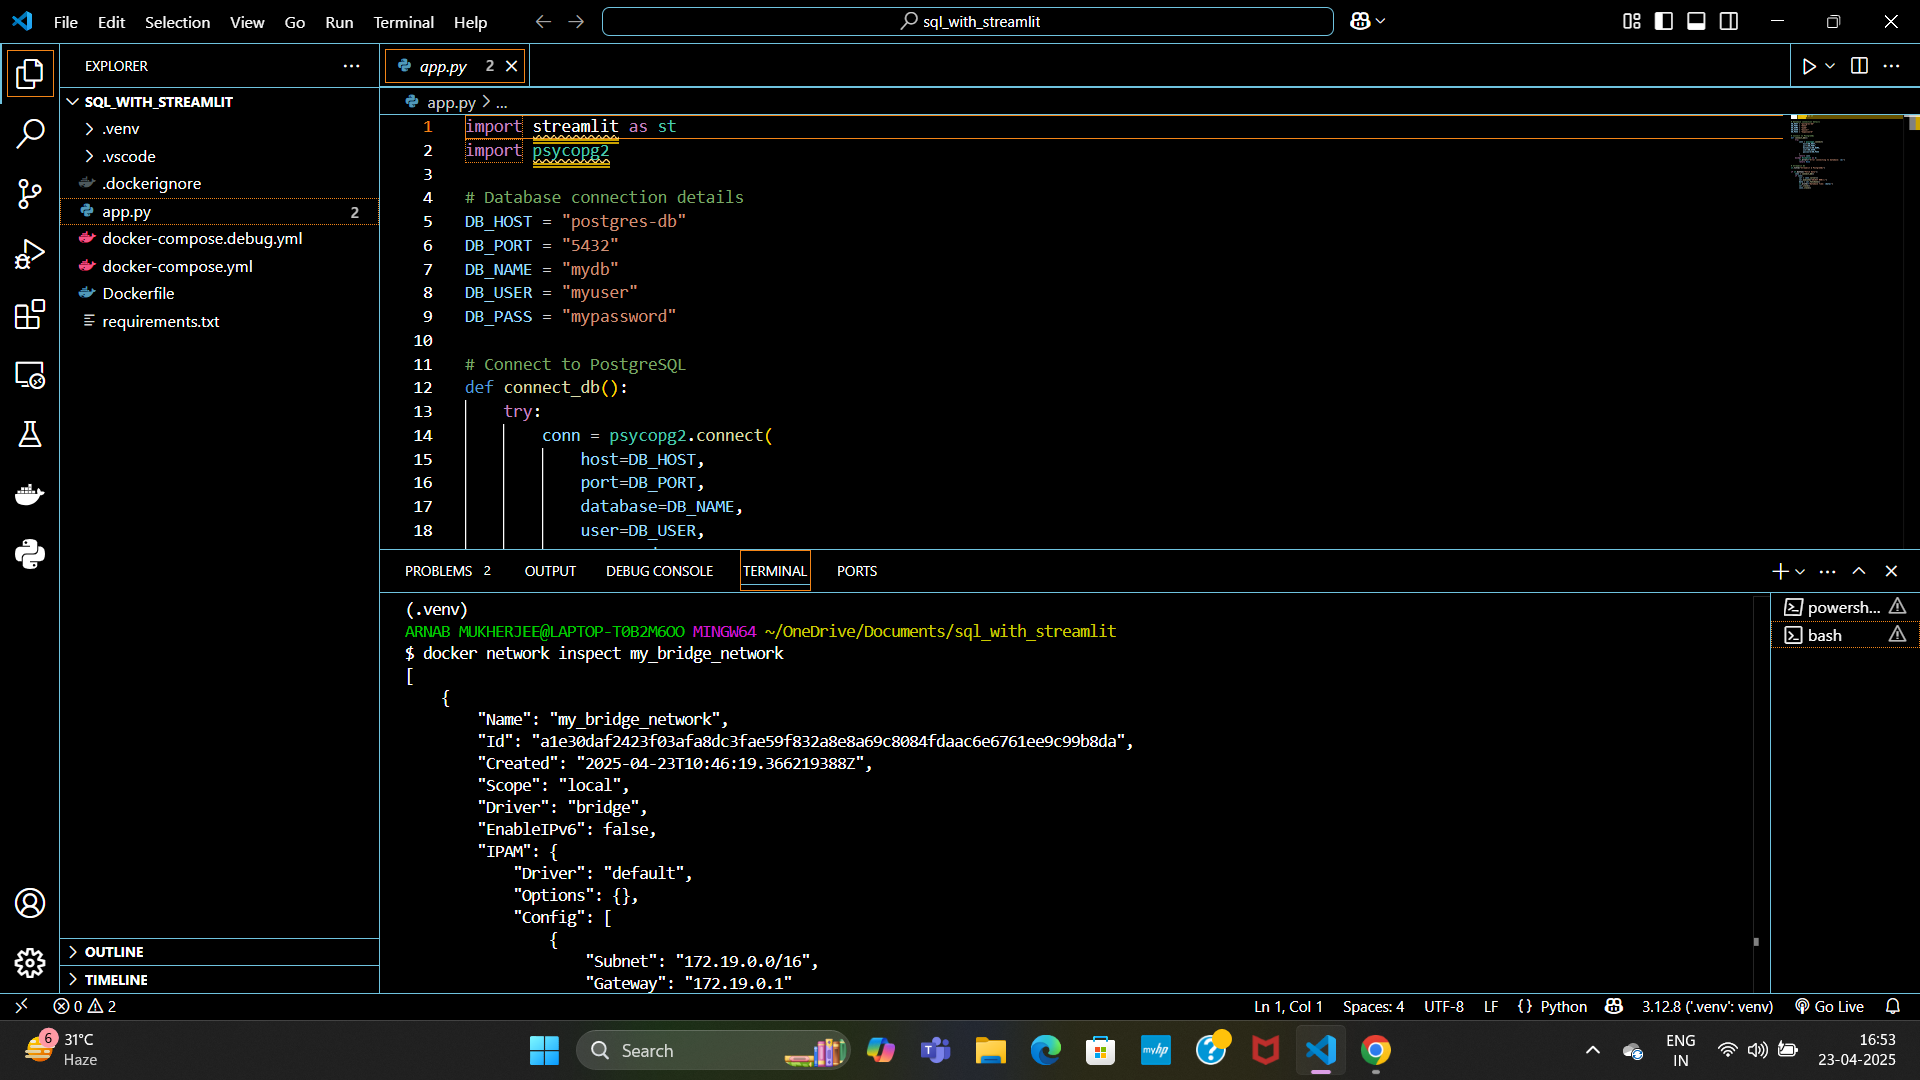 File Edit Selection View Go Run Terminal Help
sql_with_streamlit
EXPLORER
SQL_WITH_STREAMLIT
.venv
.vscode
.dockerignore
app.py 2
docker-compose.debug.yml
docker-compose.yml
Dockerfile
requirements.txt
OUTLINE
TIMELINE
app.py 2
app.py > ...
1 import streamlit as st
2 import psycopg2
3
4 # Database connection details
5 DB_HOST = "postgres-db"
6 DB_PORT = "5432"
7 DB_NAME = "mydb"
8 DB_USER = "myuser"
9 DB_PASS = "mypassword"
10
11 # Connect to PostgreSQL
12 def connect_db():
13 try:
14 conn = psycopg2.connect(
15 host=DB_HOST,
16 port=DB_PORT,
17 database=DB_NAME,
18 user=DB_USER,
PROBLEMS 2 OUTPUT DEBUG CONSOLE TERMINAL PORTS
(.venv)
ARNAB MUKHERJEE@LAPTOP-T0B2M6OO MINGW64 ~/OneDrive/Documents/sql_with_streamlit
$ docker network inspect my_bridge_network
[
{
"Name": "my_bridge_network",
"Id": "a1e30daf2423f03afa8dc3fae59f832a8e8a69c8084fdaac6e6761ee9c99b8da",
"Created": "2025-04-23T10:46:19.366219388Z",
"Scope": "local",
"Driver": "bridge",
"EnableIPv6": false,
"IPAM": {
"Driver": "default",
"Options": {},
"Config": [
{
"Subnet": "172.19.0.0/16",
"Gateway": "172.19.0.1"
powersh...
bash
0 2
Ln 1, Col 1 Spaces: 4 UTF-8 LF {} Python 3.12.8 ('.venv': venv) Go Live
6 31°C
Haze
Search
myhp
ENG
IN
16:53
23-04-2025